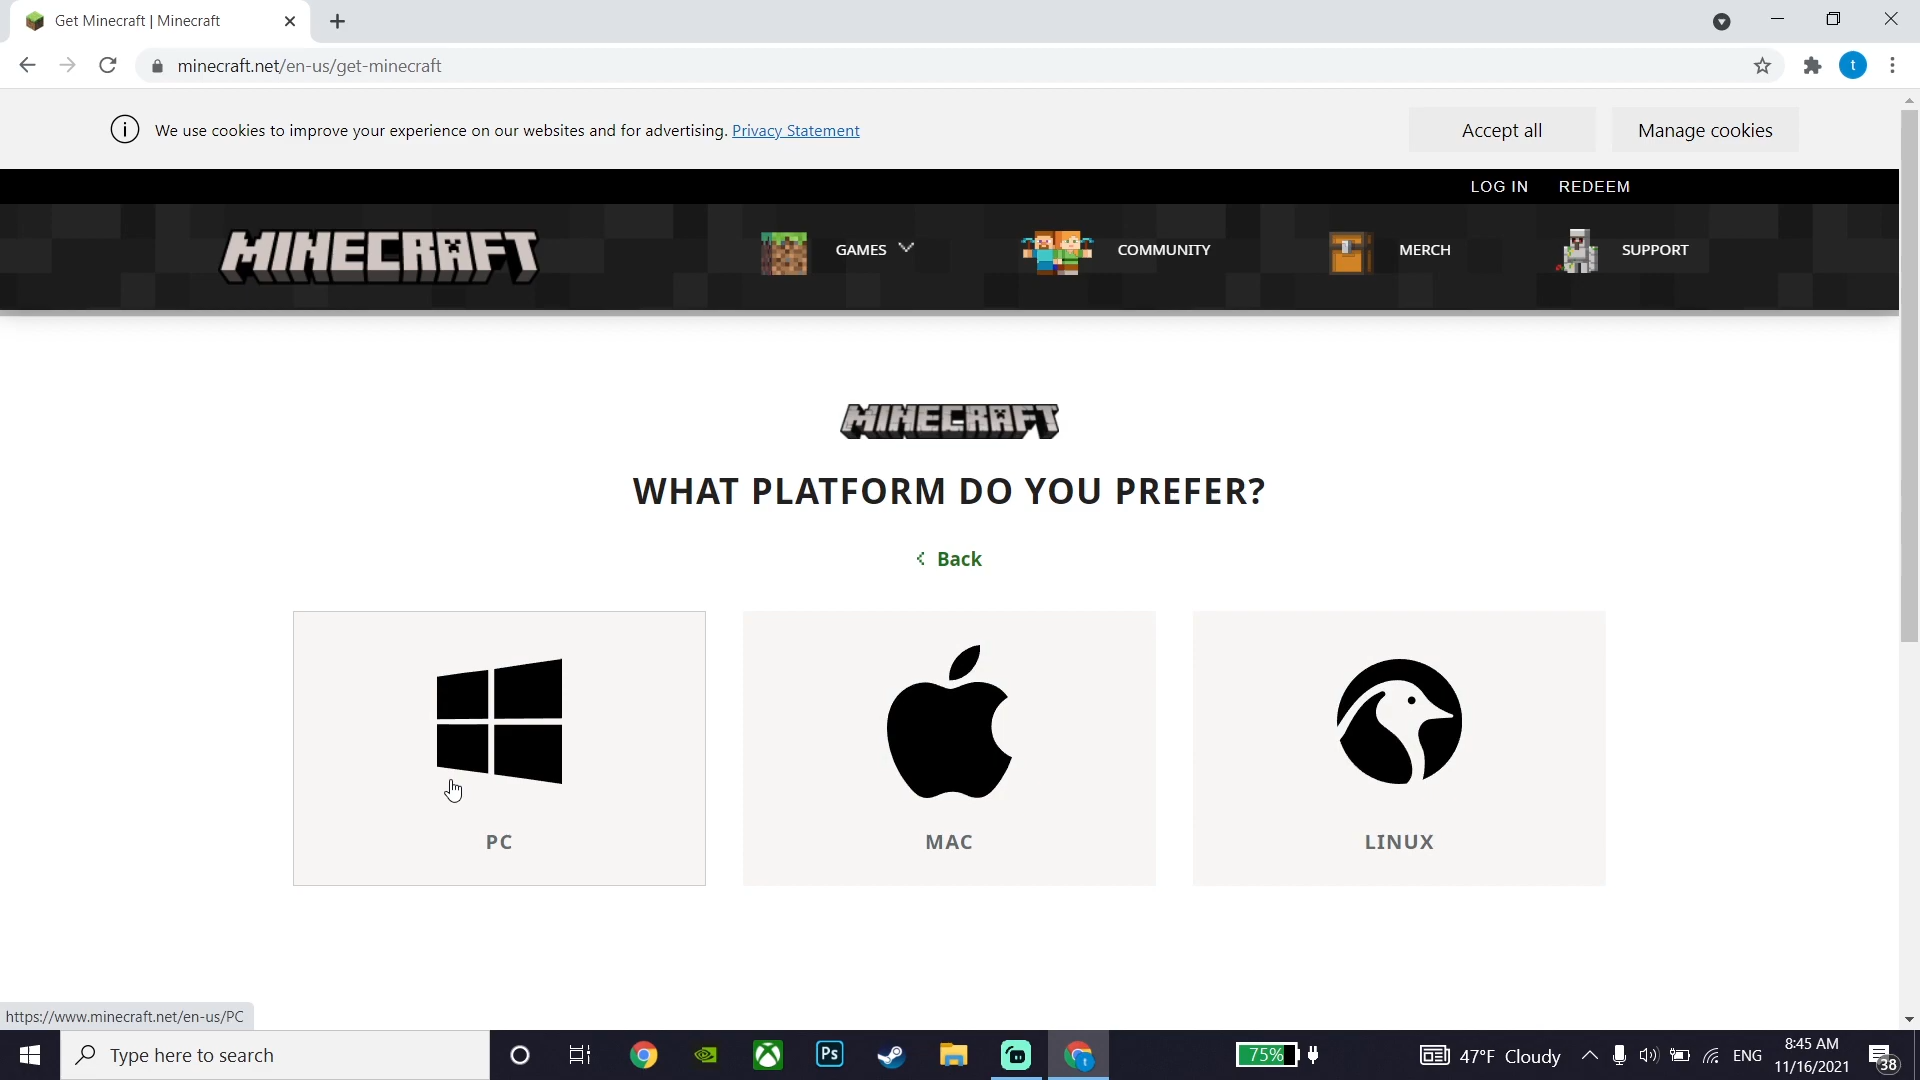 Get Minecraft | Minecraft
minecraft.net/en-us/get-minecraft
t
We use cookies to improve your experience on our websites and for advertising. Privacy Statement
Accept all
Manage cookies
LOG IN
REDEEM
MINECRAFT
GAMES
COMMUNITY
MERCH
SUPPORT
MINECRAFT
WHAT PLATFORM DO YOU PREFER?
Back
PC
MAC
LINUX
https://www.minecraft.net/en-us/PC
Type here to search
Ps
t
75%
47°F Cloudy
ENG
8:45 AM
11/16/2021
38